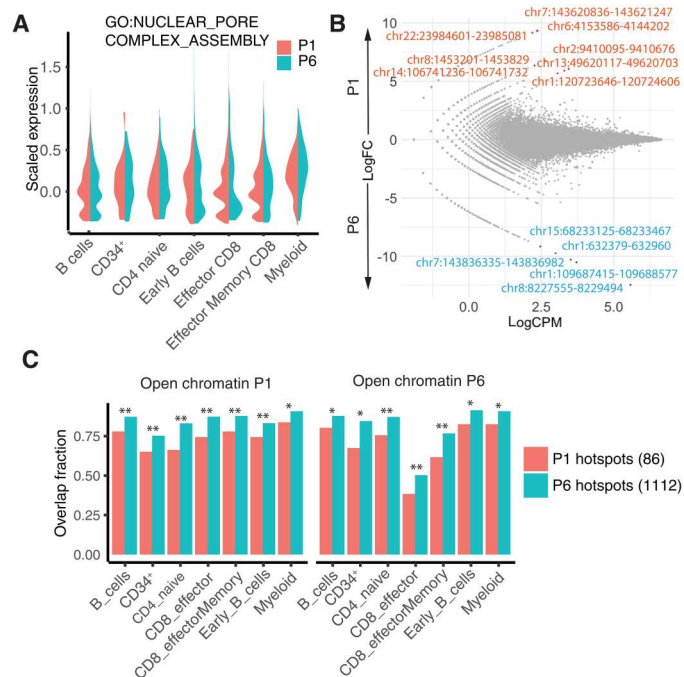 A
GO:NUCLEAR_PORE
COMPLEX_ASSEMBLY
P1
P6
Scaled expression
1.5
1.0
0.5
0.0
B cells
CD34+
CD4 naive
Early B cells
Effector CD8
Effector Memory CD8
Myeloid
B
chr7:143620836-143621247
chr6:4153586-4144202
chr22:23984601-23985081
chr2:9410095-9410676
chr8:1453201-1453829
chr13:49620117-49620703
chr14:106741236-106741732
chr1:120723646-120724606
P1
LogFC
P6
10
5
0
-5
-10
chr15:68233125-68233467
chr1:632379-632960
chr7:143836335-143836982
chr1:109687415-109688577
chr8:8227555-8229494
0.0
2.5
5.0
LogCPM
C
Open chromatin P1
Open chromatin P6
Overlap fraction
0.75
0.50
0.25
0.00
** ** ** ** ** ** *
* * ** ** ** * *
P1 hotspots (86)
P6 hotspots (1112)
B_cells
CD34+
CD4_naive
CD8_effector
CD8_effectorMemory
Early_B_cells
Myeloid
B_cells
CD34+
CD4_naive
CD8_effector
CD8_effectorMemory
Early_B_cells
Myeloid